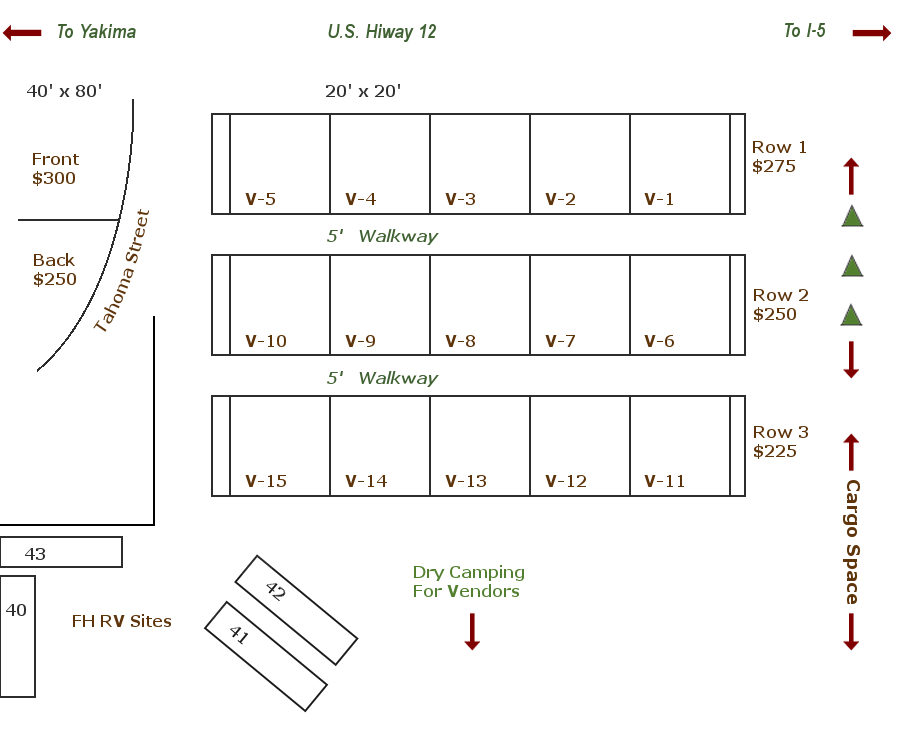 To Yakima
U.S. Hiway 12
To I-5
40' x 80'
20' x 20'
Front
$300
Back
$250
Tahoma Street
V-5
V-4
V-3
V-2
V-1
Row 1
$275
5' Walkway
V-10
V-9
V-8
V-7
V-6
Row 2
$250
5' Walkway
V-15
V-14
V-13
V-12
V-11
Row 3
$225
Cargo Space
43
40
FH RV Sites
42
41
Dry Camping
For Vendors